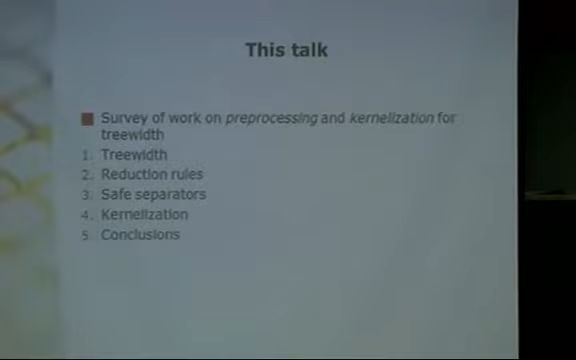 This talk
Survey of work on preprocessing and kernelization for
treewidth
1. Treewidth
2. Reduction rules
3. Safe separators
4. Kernelization
5. Conclusions